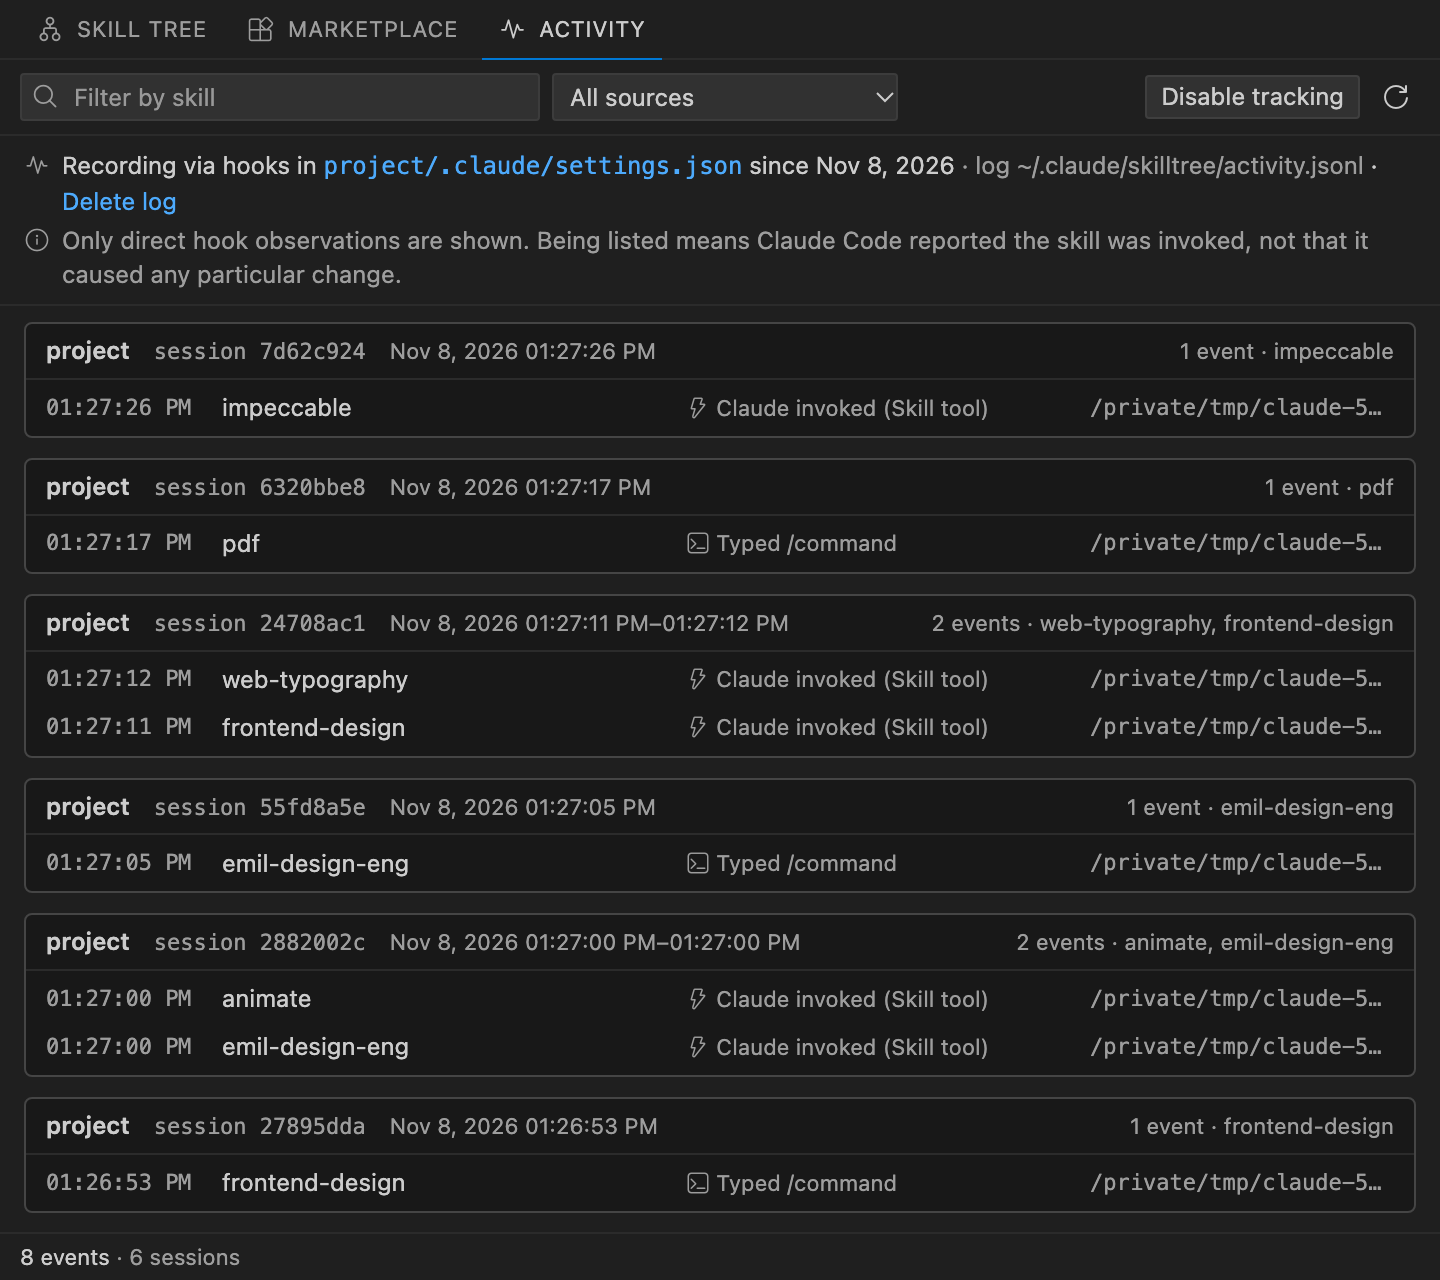 SKILL TREE MARKETPLACE ACTIVITY
Filter by skill All sources Disable tracking
Recording via hooks in project/.claude/settings.json since Nov 8, 2026 · log ~/.claude/skilltree/activity.jsonl ·
Delete log
Only direct hook observations are shown. Being listed means Claude Code reported the skill was invoked, not that it
caused any particular change.
project session 7d62c924 Nov 8, 2026 01:27:26 PM 1 event · impeccable
01:27:26 PM impeccable Claude invoked (Skill tool) /private/tmp/claude-5…
project session 6320bbe8 Nov 8, 2026 01:27:17 PM 1 event · pdf
01:27:17 PM pdf Typed /command /private/tmp/claude-5…
project session 24708ac1 Nov 8, 2026 01:27:11 PM–01:27:12 PM 2 events · web-typography, frontend-design
01:27:12 PM web-typography Claude invoked (Skill tool) /private/tmp/claude-5…
01:27:11 PM frontend-design Claude invoked (Skill tool) /private/tmp/claude-5…
project session 55fd8a5e Nov 8, 2026 01:27:05 PM 1 event · emil-design-eng
01:27:05 PM emil-design-eng Typed /command /private/tmp/claude-5…
project session 2882002c Nov 8, 2026 01:27:00 PM–01:27:00 PM 2 events · animate, emil-design-eng
01:27:00 PM animate Claude invoked (Skill tool) /private/tmp/claude-5…
01:27:00 PM emil-design-eng Claude invoked (Skill tool) /private/tmp/claude-5…
project session 27895dda Nov 8, 2026 01:26:53 PM 1 event · frontend-design
01:26:53 PM frontend-design Typed /command /private/tmp/claude-5…
8 events · 6 sessions